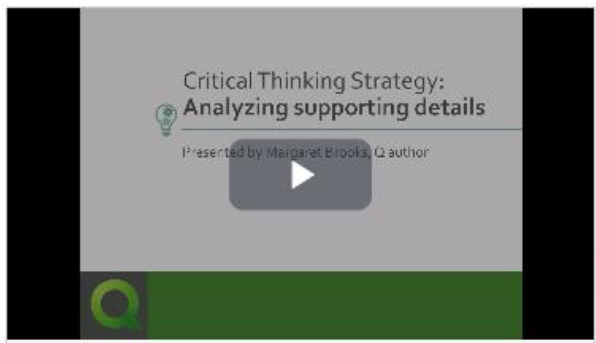 Critical Thinking Strategy:
Analyzing supporting details
Presented by Margaret Brooks, Q author